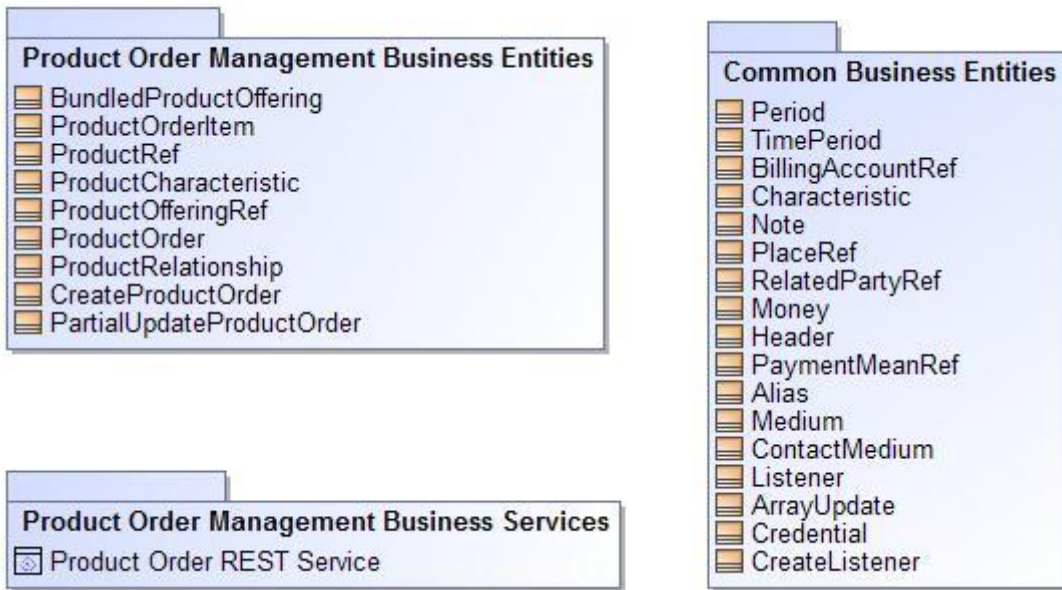 Product Order Management Business Entities
BundledProductOffering
ProductOrderItem
ProductRef
ProductCharacteristic
ProductOfferingRef
ProductOrder
ProductRelationship
CreateProductOrder
PartialUpdateProductOrder
Product Order Management Business Services
Product Order REST Service
Common Business Entities
Period
TimePeriod
BillingAccountRef
Characteristic
Note
PlaceRef
RelatedPartyRef
Money
Header
PaymentMeanRef
Alias
Medium
ContactMedium
Listener
ArrayUpdate
Credential
CreateListener